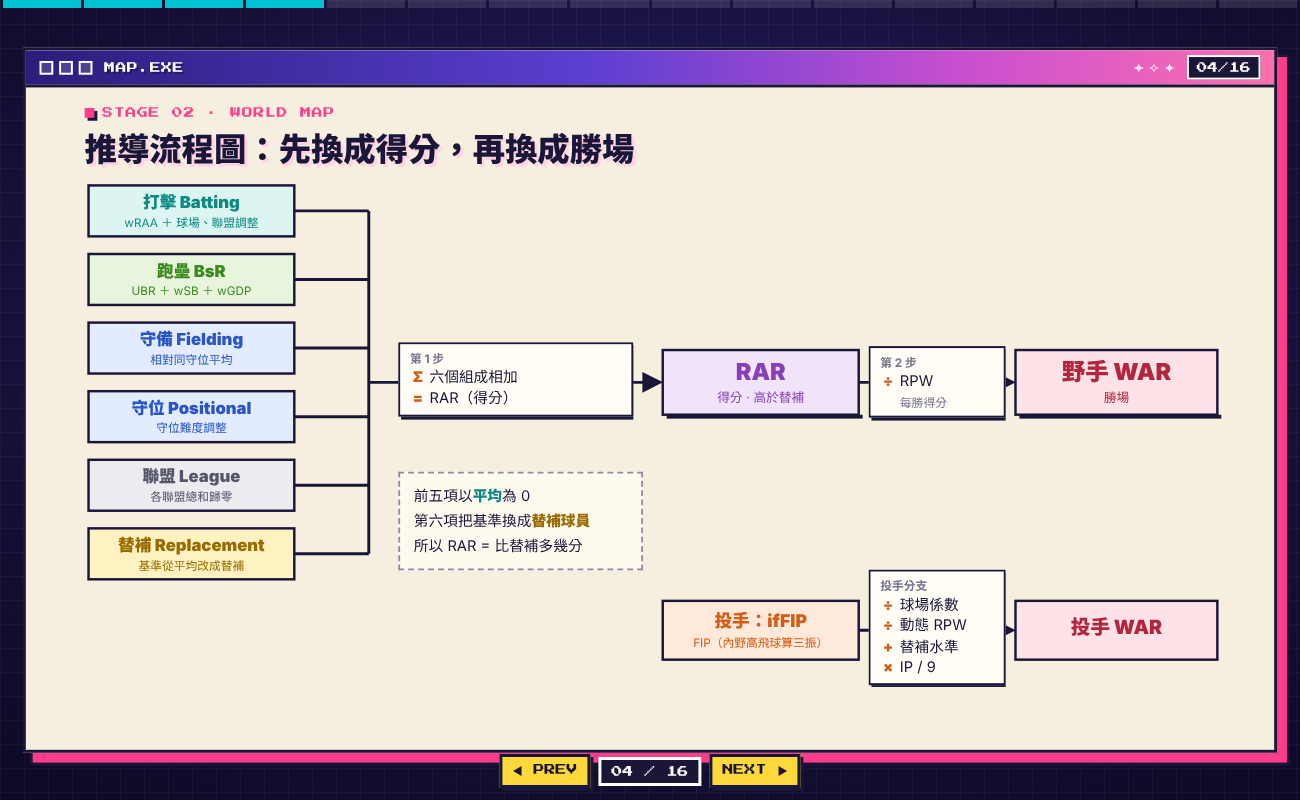 MAP.EXE
04/16
STAGE 02 · WORLD MAP
推導流程圖：先換成得分，再換成勝場
打擊 Batting
wRAA ＋ 球場、聯盟調整
跑壘 BsR
UBR ＋ wSB ＋ wGDP
守備 Fielding
相對同守位平均
守位 Positional
守位難度調整
聯盟 League
各聯盟總和歸零
替補 Replacement
基準從平均改成替補
第 1 步
Σ 六個組成相加
= RAR（得分）
RAR
得分 · 高於替補
第 2 步
÷ RPW
每勝得分
野手 WAR
勝場
前五項以平均為 0
第六項把基準換成替補球員
所以 RAR = 比替補多幾分
投手：ifFIP
FIP（內野高飛球算三振）
投手分支
÷ 球場係數
÷ 動態 RPW
+ 替補水準
× IP / 9
投手 WAR
◀ PREV
04 / 16
NEXT ▶